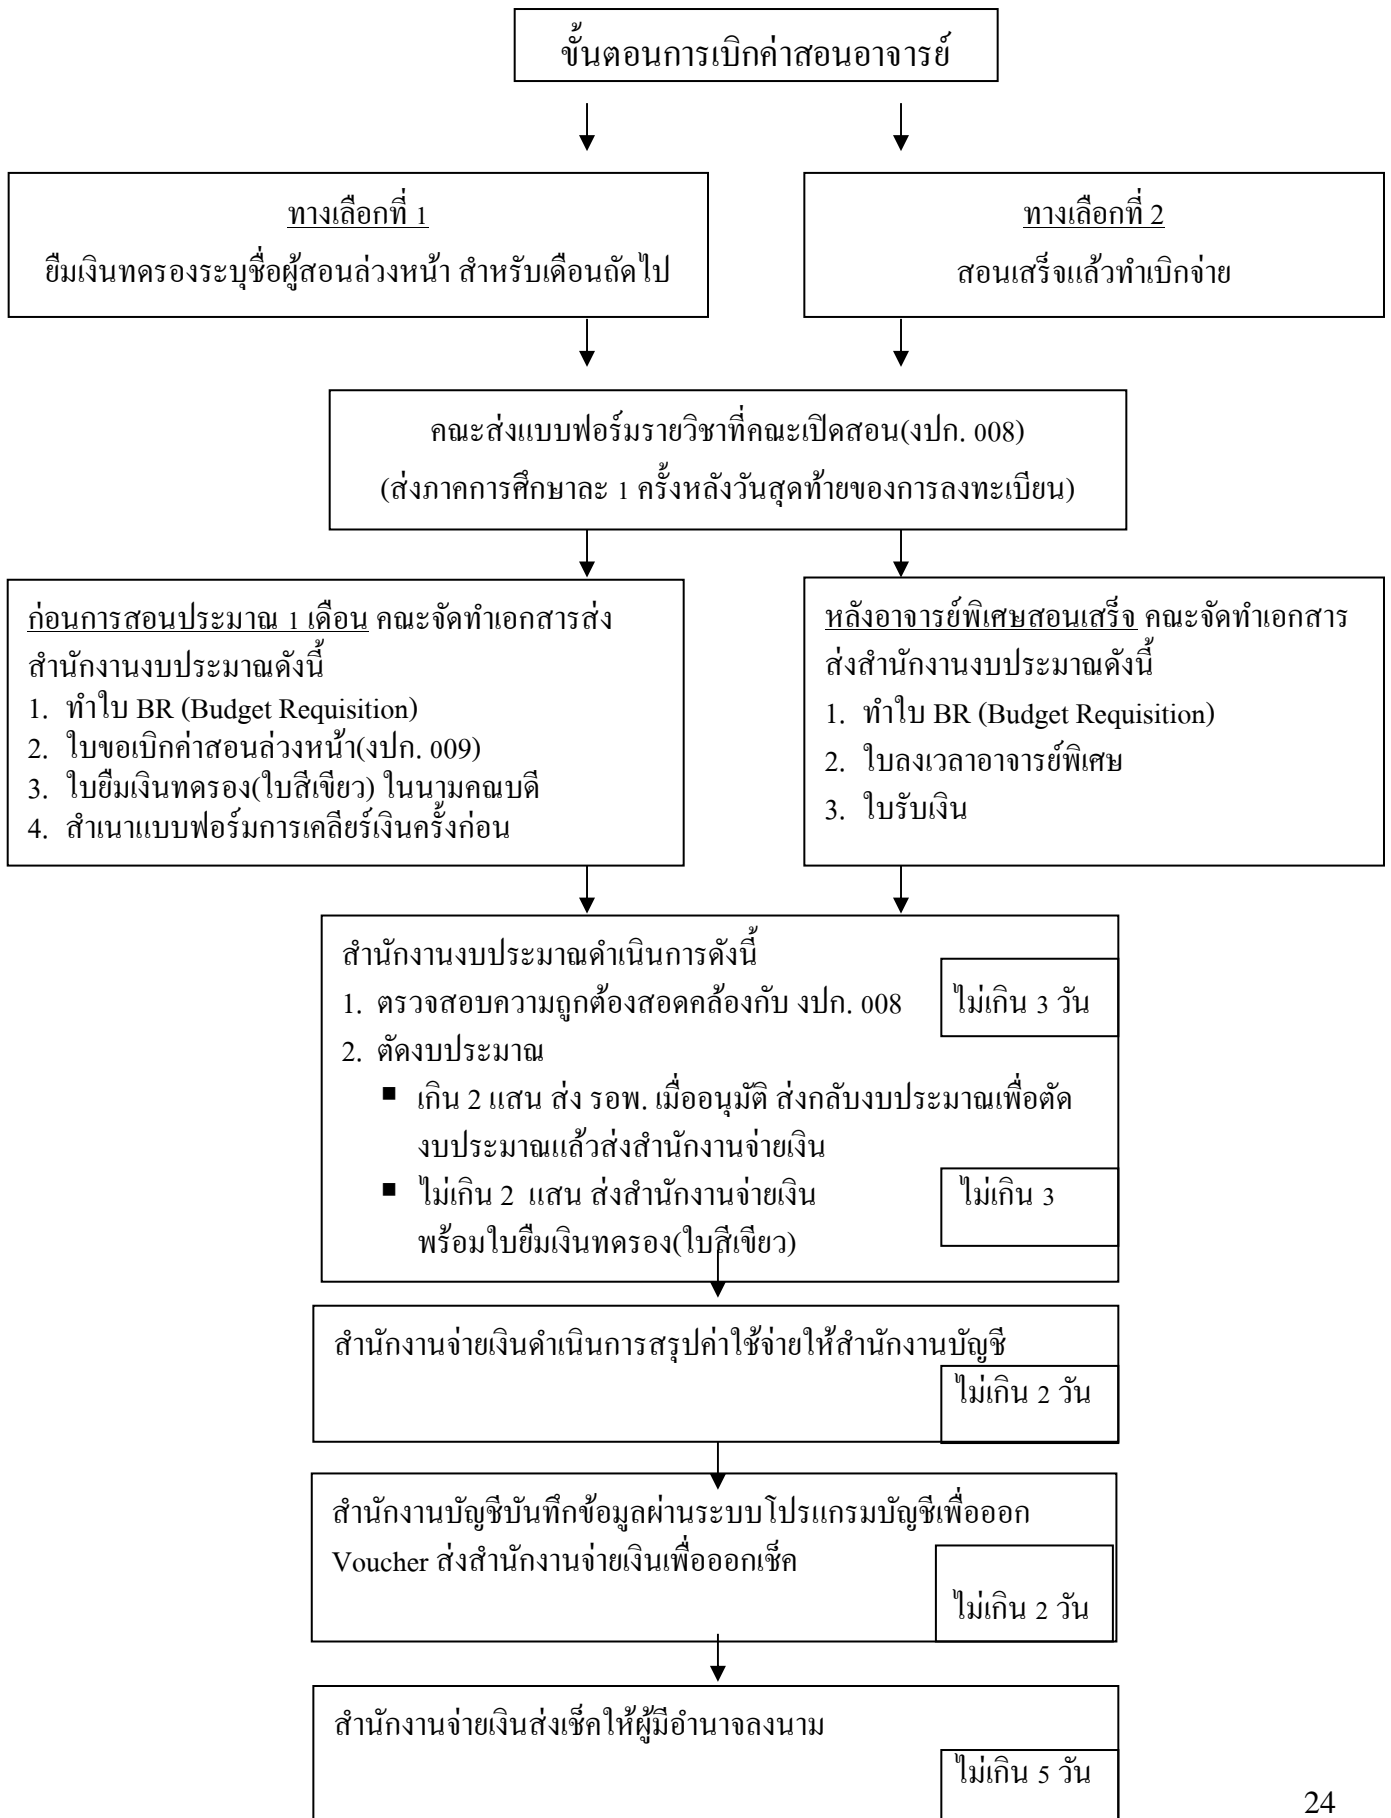 ขั้นตอนการเบิกค่าสอนอาจารย์
ทางเลือกที่ 1
ยืมเงินทดรองระบุชื่อผู้สอนล่วงหน้า สำหรับเดือนถัดไป
ทางเลือกที่ 2
สอนเสร็จแล้วทำเบิกจ่าย
คณะส่งแบบฟอร์มรายวิชาที่คณะเปิดสอน(งปก. 008)
(ส่งภาคการศึกษาละ 1 ครั้งหลังวันสุดท้ายของการลงทะเบียน)
ก่อนการสอนประมาณ 1 เดือน คณะจัดทำเอกสารส่ง
สำนักงานงบประมาณดังนี้
1. ทำใบ BR (Budget Requisition)
2. ใบขอเบิกค่าสอนล่วงหน้า(งปก. 009)
3. ใบยืมเงินทดรอง(ใบสีเขียว) ในนามคณบดี
4. สำเนาแบบฟอร์มการเคลียร์เงินครั้งก่อน
หลังอาจารย์พิเศษสอนเสร็จ คณะจัดทำเอกสาร
ส่งสำนักงานงบประมาณดังนี้
1. ทำใบ BR (Budget Requisition)
2. ใบลงเวลาอาจารย์พิเศษ
3. ใบรับเงิน
สำนักงานงบประมาณดำเนินการดังนี้
1. ตรวจสอบความถูกต้องสอดคล้องกับ งปก. 008
ไม่เกิน 3 วัน
2. ตัดงบประมาณ
▪ เกิน 2 แสน ส่ง รอพ. เมื่ออนุมัติ ส่งกลับงบประมาณเพื่อตัด
งบประมาณแล้วส่งสำนักงานจ่ายเงิน
▪ ไม่เกิน 2 แสน ส่งสำนักงานจ่ายเงิน
ไม่เกิน 3
พร้อมใบยืมเงินทดรอง(ใบสีเขียว)
สำนักงานจ่ายเงินดำเนินการสรุปค่าใช้จ่ายให้สำนักงานบัญชี
ไม่เกิน 2 วัน
สำนักงานบัญชีบันทึกข้อมูลผ่านระบบโปรแกรมบัญชีเพื่อออก
Voucher ส่งสำนักงานจ่ายเงินเพื่อออกเช็ค
ไม่เกิน 2 วัน
สำนักงานจ่ายเงินส่งเช็คให้ผู้มีอำนาจลงนาม
ไม่เกิน 5 วัน
24